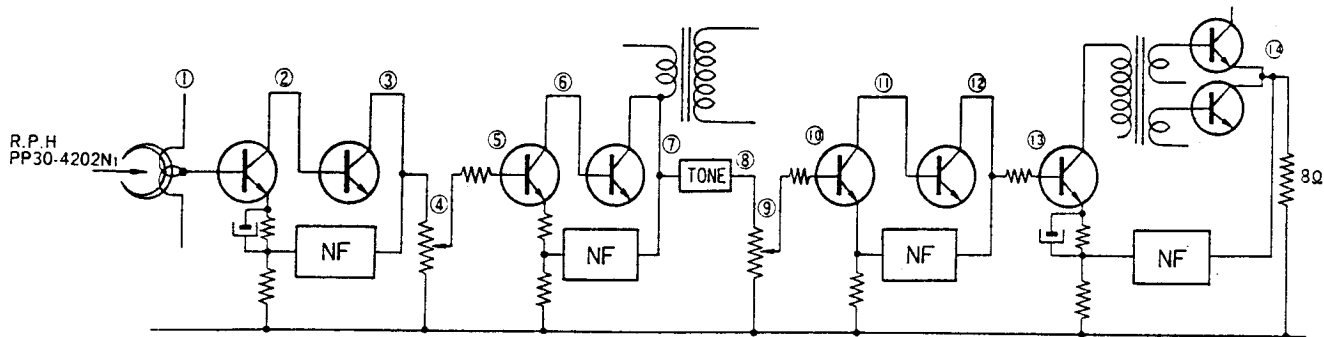 ①
②
③
④
⑤
⑥
⑦
⑧
⑨
⑩
⑪
⑫
⑬
⑭
R.P.H
PP30-4202N1
TONE
8Ω
NF
NF
NF
NF